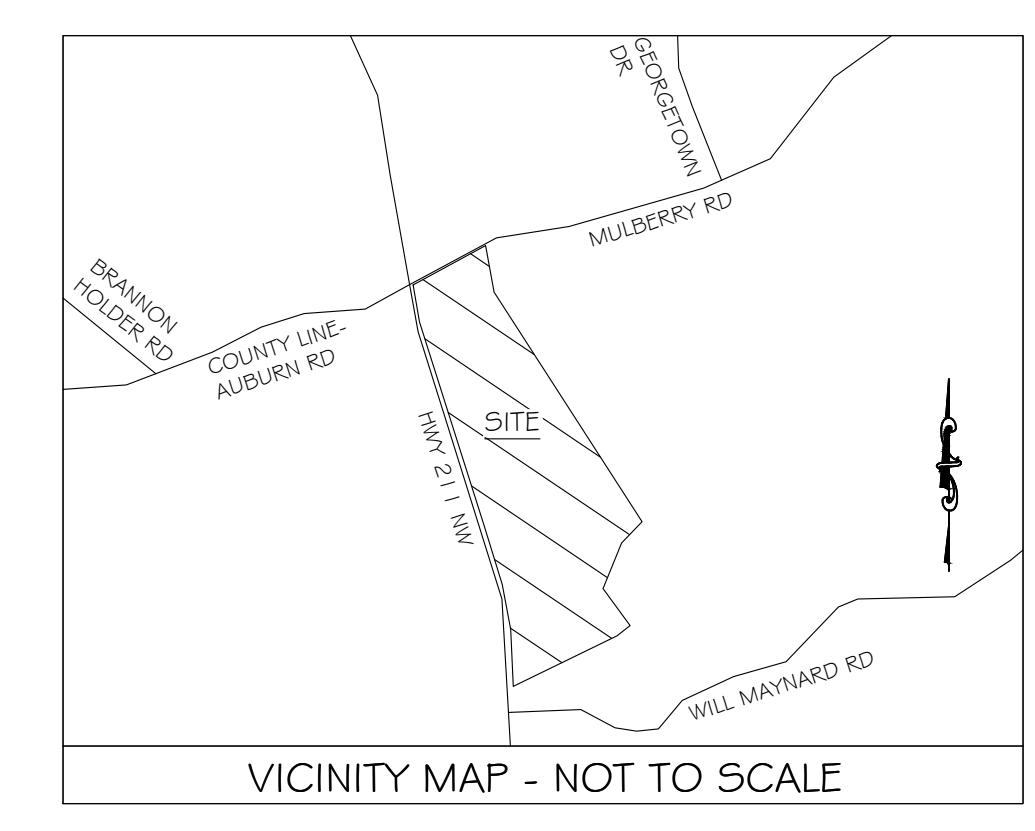 GEORGETOWN
DR
MULBERRY RD
BRANNON
HOLDER RD
COUNTY LINE-
AUBURN RD
SITE
HWY 211 NW
WILL MAYNARD RD
VICINITY MAP - NOT TO SCALE